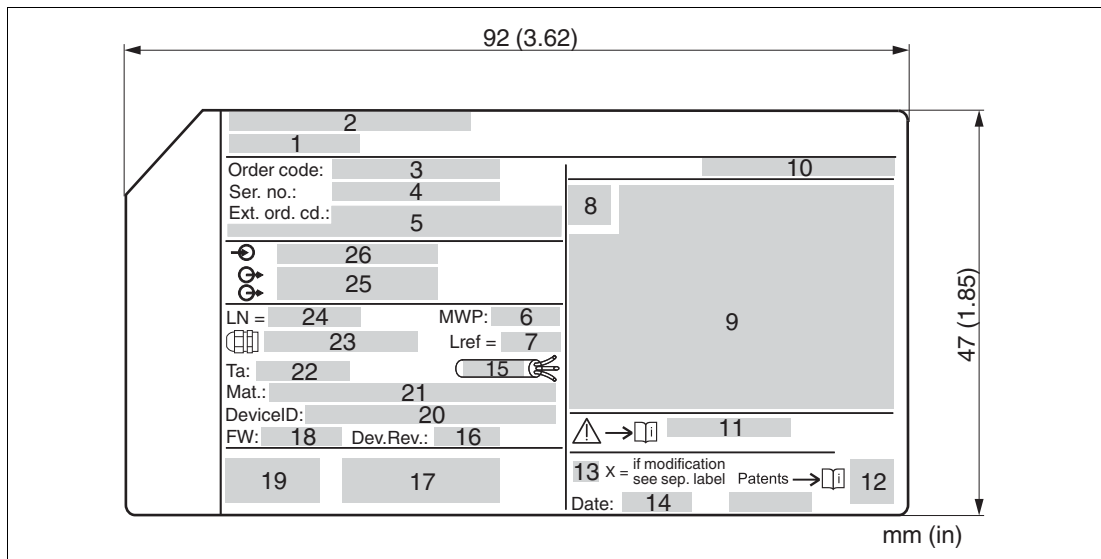 92 (3.62)
2
1
Order code: 3
Ser. no.: 4
Ext. ord. cd.: 5
26
25
LN = 24 MWP: 6
23 Lref = 7
Ta: 22 15
Mat.: 21
DeviceID: 20
FW: 18 Dev.Rev.: 16
19 17
10
8
9
i 11
13 X = if modification
see sep. label Patents i 12
Date: 14
47 (1.85)
mm (in)